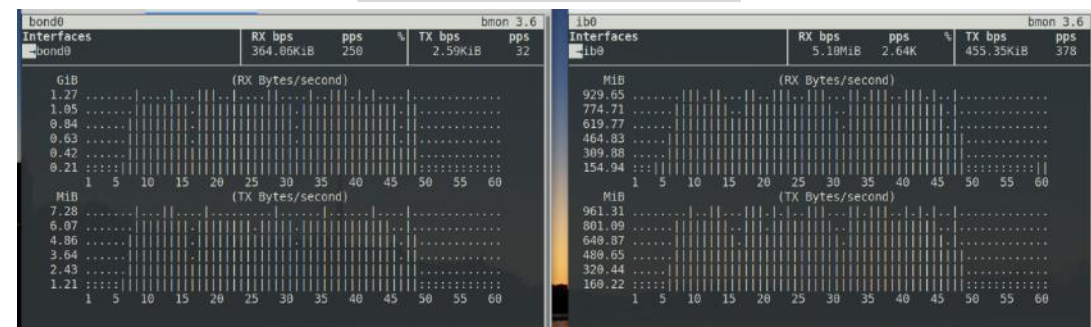 bond0 bmon 3.6
Interfaces RX bps pps % TX bps pps
bond0 364.06KiB 250 2.59KiB 32
GiB (RX Bytes/second)
1.27
1.05
0.84
0.63
0.42
0.21
1 5 10 15 20 25 30 35 40 45 50 55 60
MiB (TX Bytes/second)
7.28
6.07
4.86
3.64
2.43
1.21
1 5 10 15 20 25 30 35 40 45 50 55 60
ib0 bmon 3.6
Interfaces RX bps pps % TX bps pps
ib0 5.10MiB 2.64K 455.35KiB 378
MiB (RX Bytes/second)
929.65
774.71
619.77
464.83
309.88
154.94
1 5 10 15 20 25 30 35 40 45 50 55 60
MiB (TX Bytes/second)
961.31
801.09
640.87
480.65
320.44
160.22
1 5 10 15 20 25 30 35 40 45 50 55 60